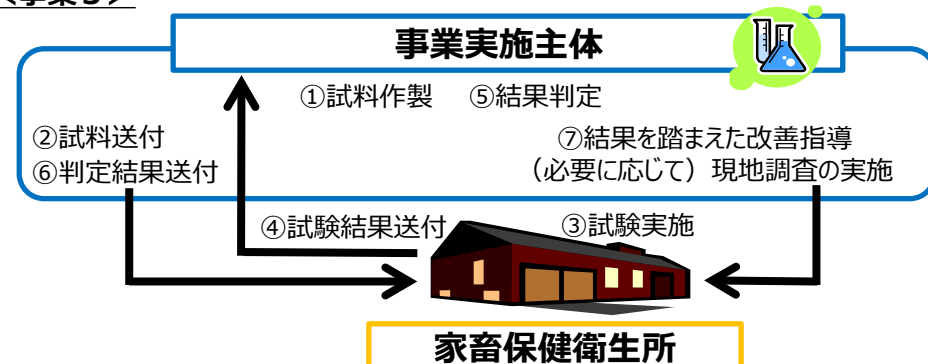 事業実施主体
①試料作製 ⑤結果判定
②試料送付
⑥判定結果送付
⑦結果を踏まえた改善指導
（必要に応じて）現地調査の実施
④試験結果送付
③試験実施
家畜保健衛生所